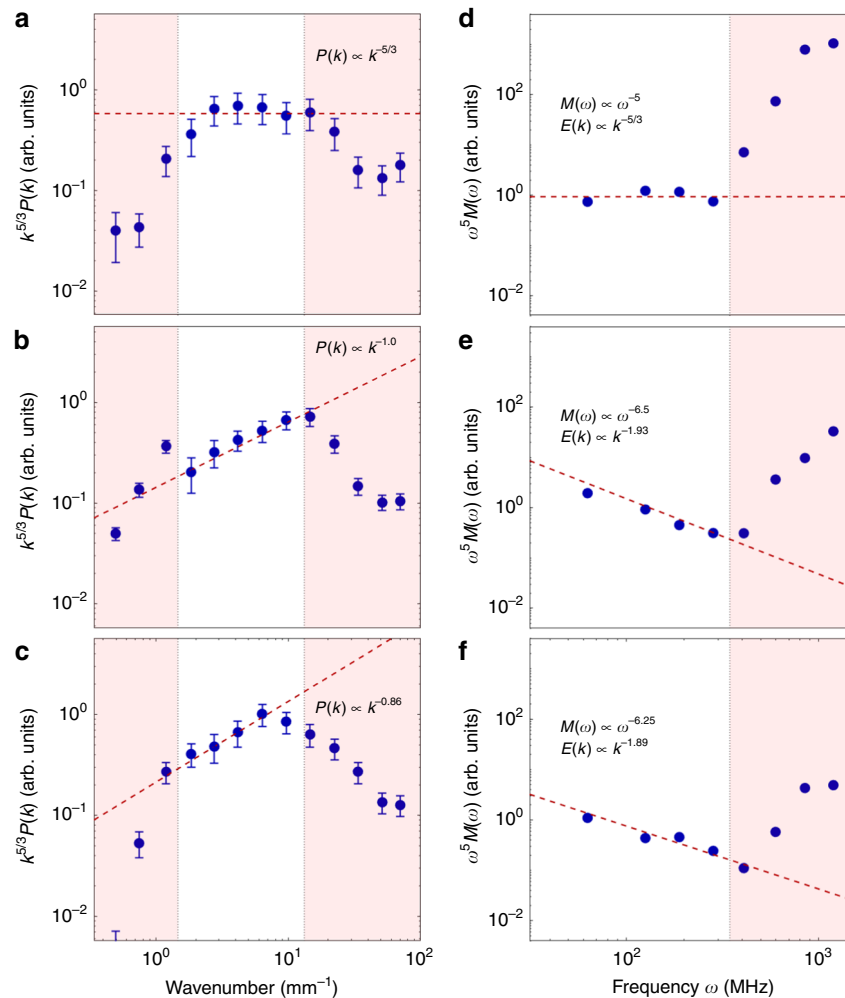 a
P(k) ∝ k^{-5/3}
10^0
10^{-1}
10^{-2}
k^{5/3}P(k) (arb. units)
b
P(k) ∝ k^{-1.0}
10^0
10^{-1}
10^{-2}
k^{5/3}P(k) (arb. units)
c
P(k) ∝ k^{-0.86}
10^0
10^{-1}
10^{-2}
k^{5/3}P(k) (arb. units)
10^0 10^1 10^2
Wavenumber (mm^{-1})
d
M(ω) ∝ ω^{-5}
E(k) ∝ k^{-5/3}
10^2
10^0
10^{-2}
ω^5M(ω) (arb. units)
e
M(ω) ∝ ω^{-6.5}
E(k) ∝ k^{-1.93}
10^2
10^0
10^{-2}
ω^5M(ω) (arb. units)
f
M(ω) ∝ ω^{-6.25}
E(k) ∝ k^{-1.89}
10^2
10^0
10^{-2}
ω^5M(ω) (arb. units)
10^2 10^3
Frequency ω (MHz)